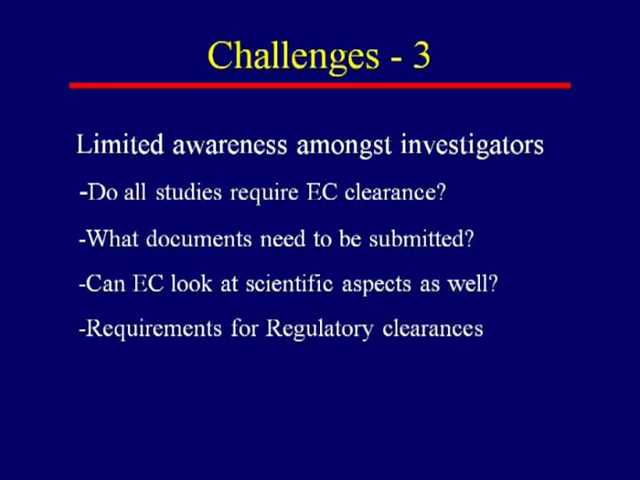 Challenges - 3
Limited awareness amongst investigators
-Do all studies require EC clearance?
-What documents need to be submitted?
-Can EC look at scientific aspects as well?
-Requirements for Regulatory clearances